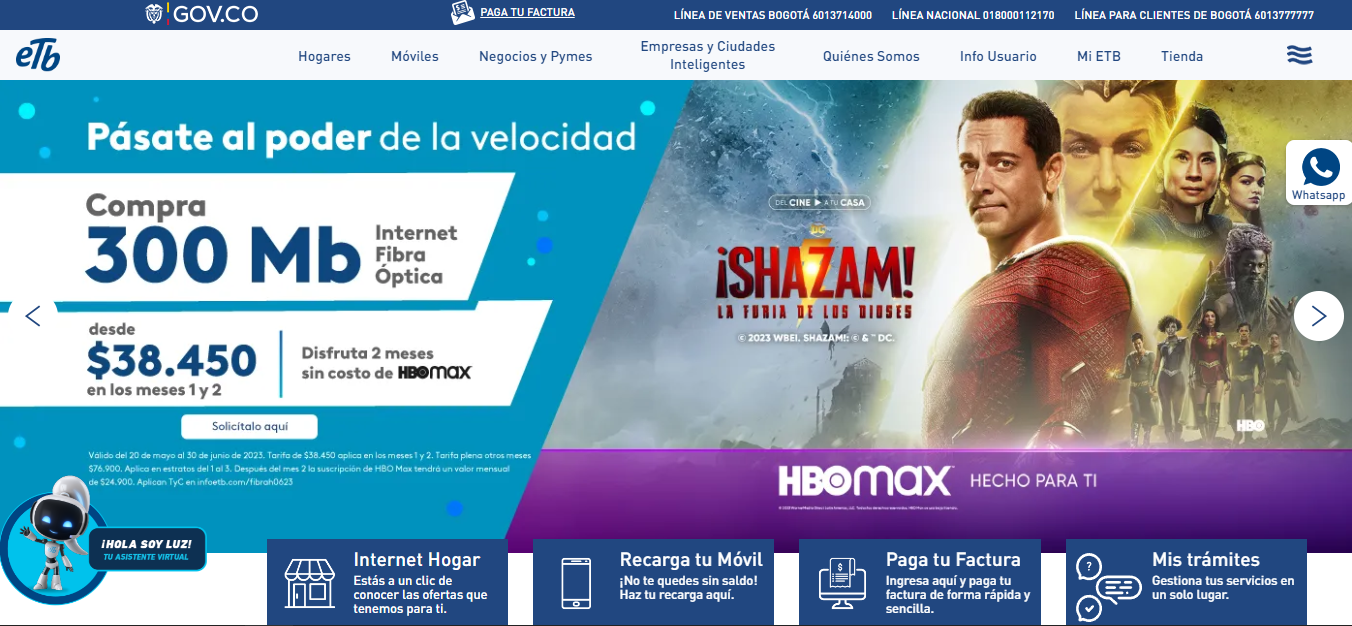 GOV.CO
PAGA TU FACTURA
LÍNEA DE VENTAS BOGOTÁ 6013714000
LÍNEA NACIONAL 018000112170
LÍNEA PARA CLIENTES DE BOGOTÁ 6013777777
eTb
Hogares
Móviles
Negocios y Pymes
Empresas y Ciudades
Inteligentes
Quiénes Somos
Info Usuario
Mi ETB
Tienda
Pásate al poder de la velocidad
Compra
300 Mb
Internet
Fibra
Óptica
desde
$38.450
en los meses 1 y 2
Disfruta 2 meses
sin costo de HBOmax
Solicítalo aquí
Válido del 20 de mayo al 30 de junio de 2023. Tarifa de $38.450 aplica en los meses 1 y 2. Tarifa plena otros meses
$76.900. Aplica en estratos del 1 al 3. Después del mes 2 la suscripción de HBO Max tendrá un valor mensual
de $24.900. Aplican TyC en infoetb.com/fibrah0623
DEL CINE ▶ A TU CASA
DC
¡SHAZAM!
LA FURIA DE LOS DIOSES
© 2023 WBEI. SHAZAM!: © & ™ DC.
HBO
HBOmax
HECHO PARA TI
Whatsapp
¡HOLA SOY LUZ!
TU ASISTENTE VIRTUAL
Internet Hogar
Estás a un clic de
conocer las ofertas que
tenemos para ti.
Recarga tu Móvil
¡No te quedes sin saldo!
Haz tu recarga aquí.
Paga tu Factura
Ingresa aquí y paga tu
factura de forma rápida y
sencilla.
Mis trámites
Gestiona tus servicios en
un solo lugar.